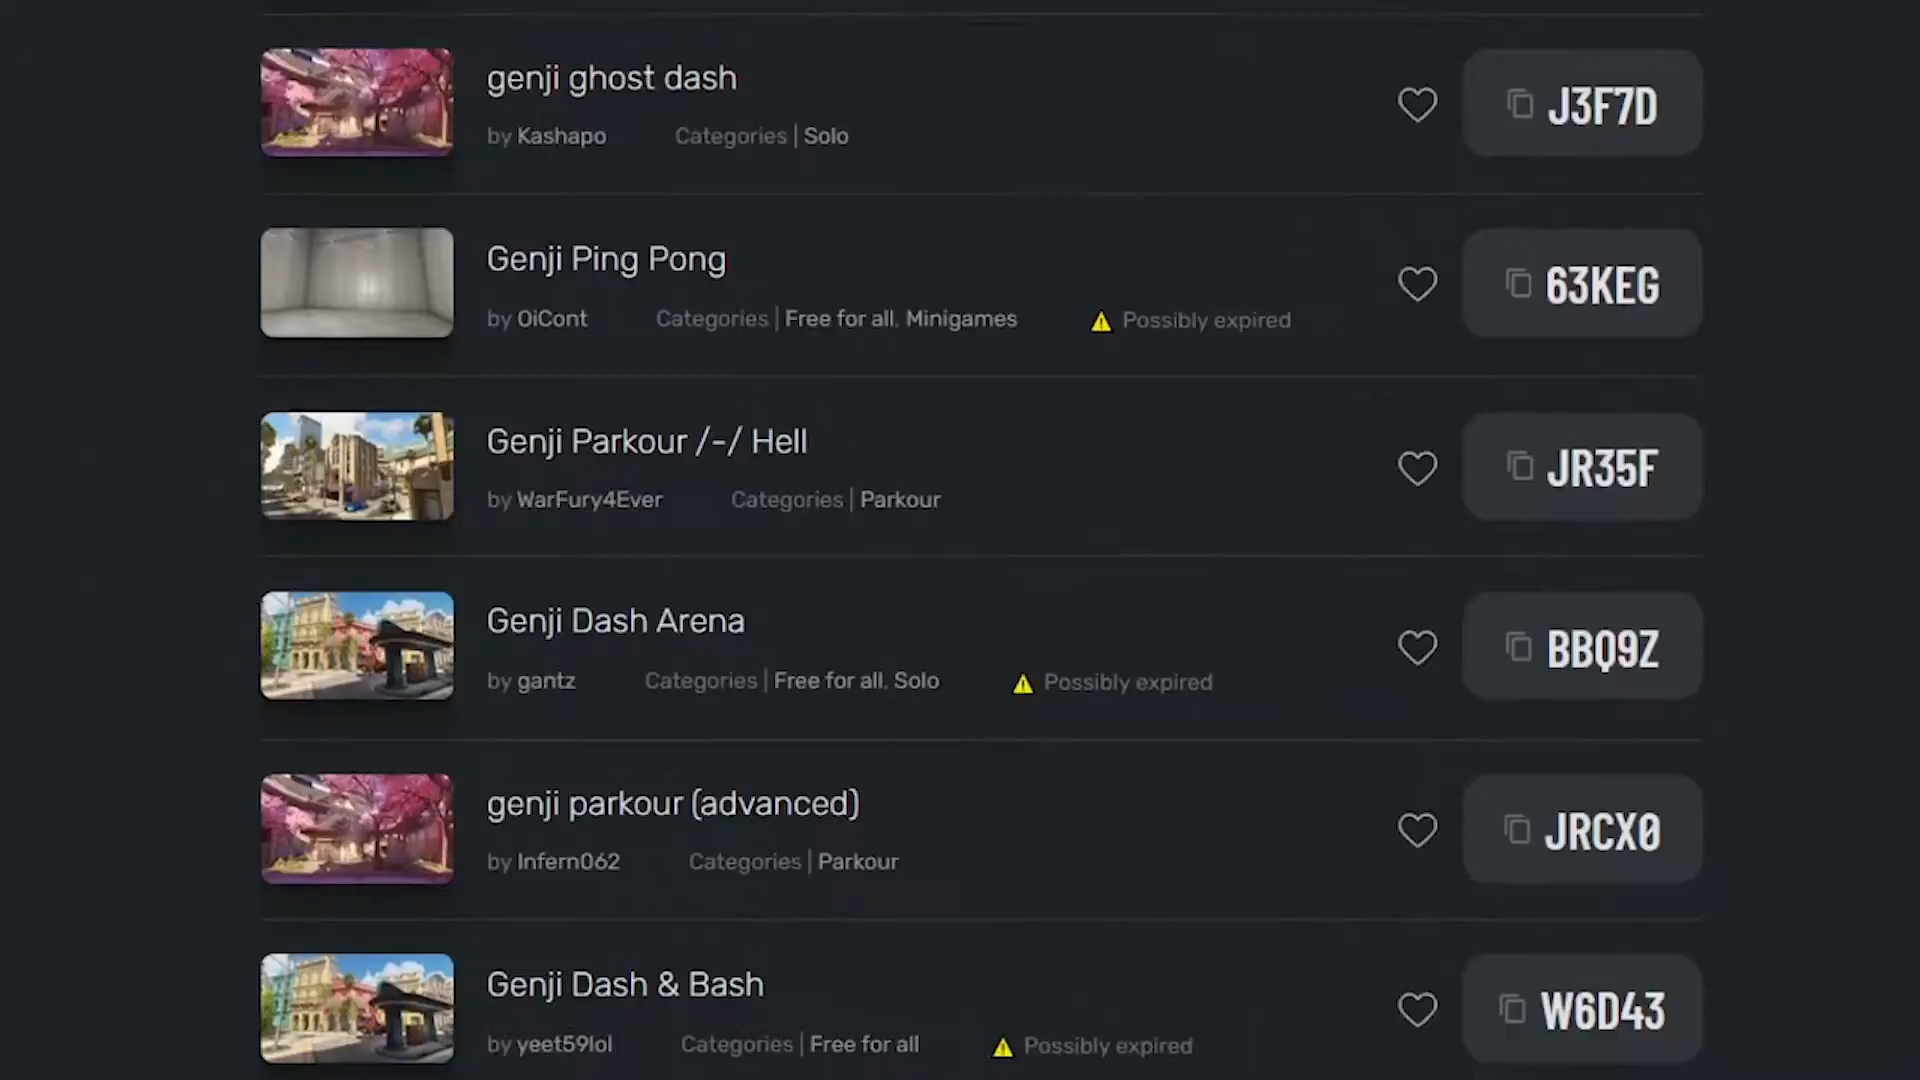 genji ghost dash
by Kashapo Categories | Solo
J3F7D
Genji Ping Pong
by OiCont Categories | Free for all, Minigames Possibly expired
63KEG
Genji Parkour /-/ Hell
by WarFury4Ever Categories | Parkour
JR35F
Genji Dash Arena
by gantz Categories | Free for all, Solo Possibly expired
BBQ9Z
genji parkour (advanced)
by Infern062 Categories | Parkour
JRCX0
Genji Dash & Bash
by yeet59lol Categories | Free for all Possibly expired
W6D43